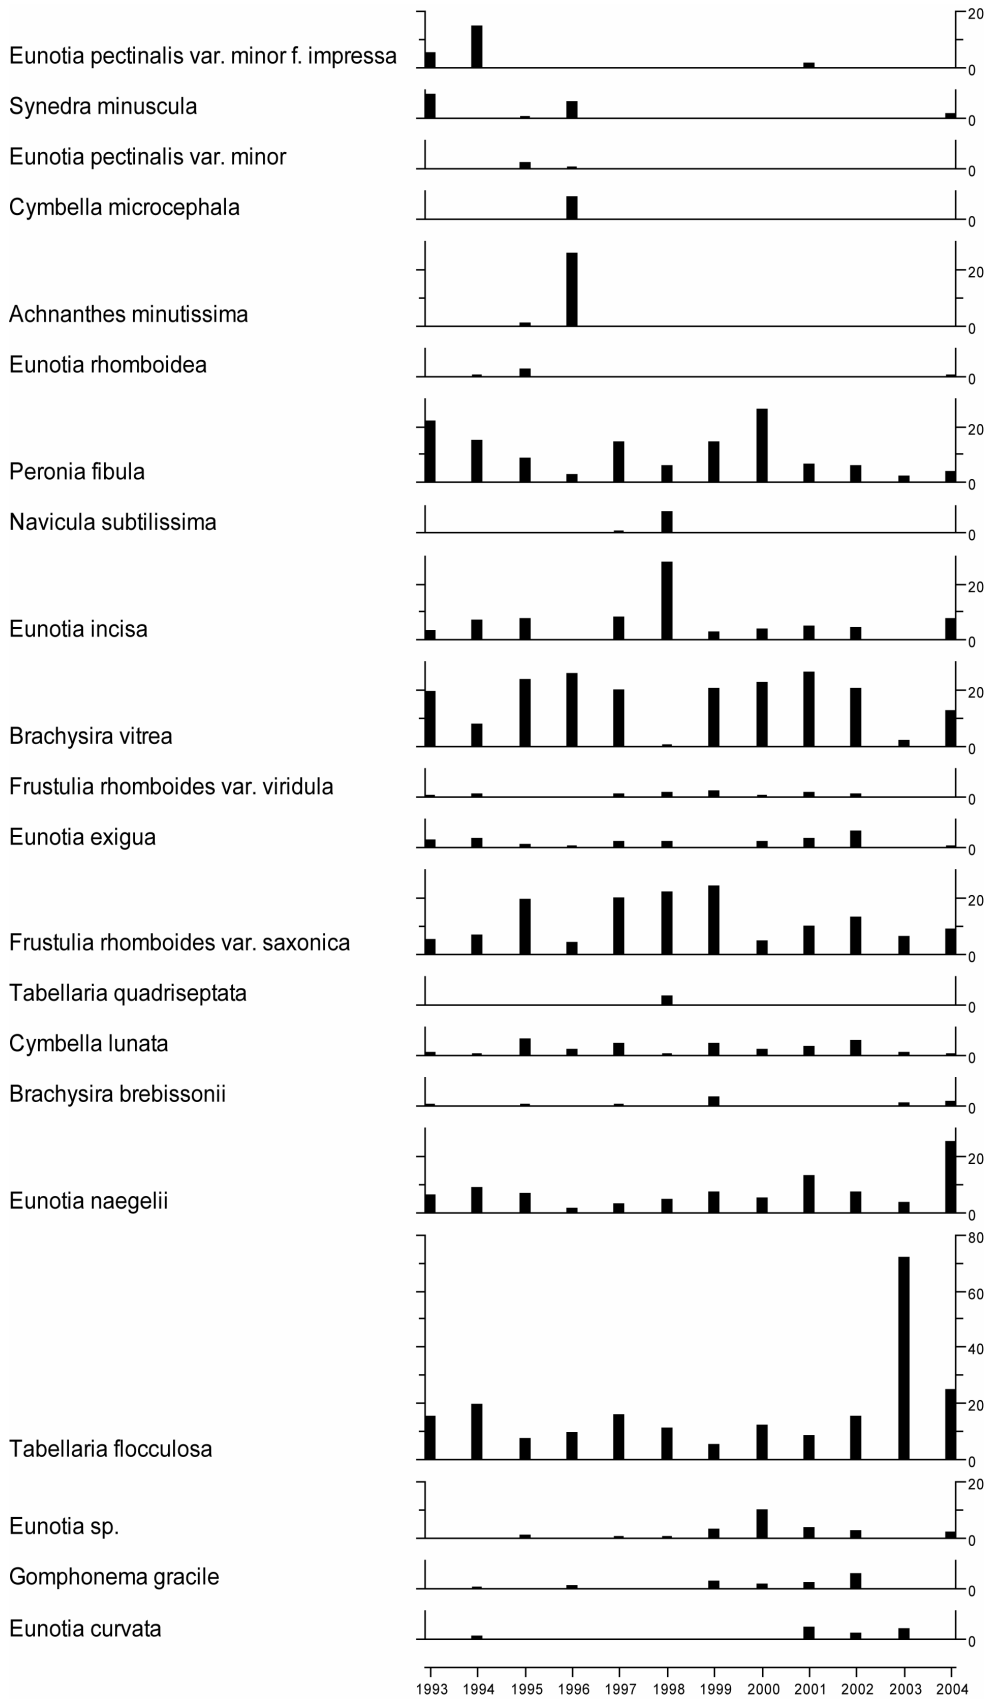 20
Eunotia pectinalis var. minor f. impressa
0
Synedra minuscula
0
Eunotia pectinalis var. minor
0
Cymbella microcephala
0
20
Achnanthes minutissima
0
Eunotia rhomboidea
0
20
Peronia fibula
0
Navicula subtilissima
0
20
Eunotia incisa
0
20
Brachysira vitrea
0
Frustulia rhomboides var. viridula
0
Eunotia exigua
0
20
Frustulia rhomboides var. saxonica
0
Tabellaria quadriseptata
0
Cymbella lunata
0
Brachysira brebissonii
0
20
Eunotia naegelii
0
80
60
40
20
Tabellaria flocculosa
0
20
Eunotia sp.
0
Gomphonema gracile
0
Eunotia curvata
0
1993 1994 1995 1996 1997 1998 1999 2000 2001 2002 2003 2004